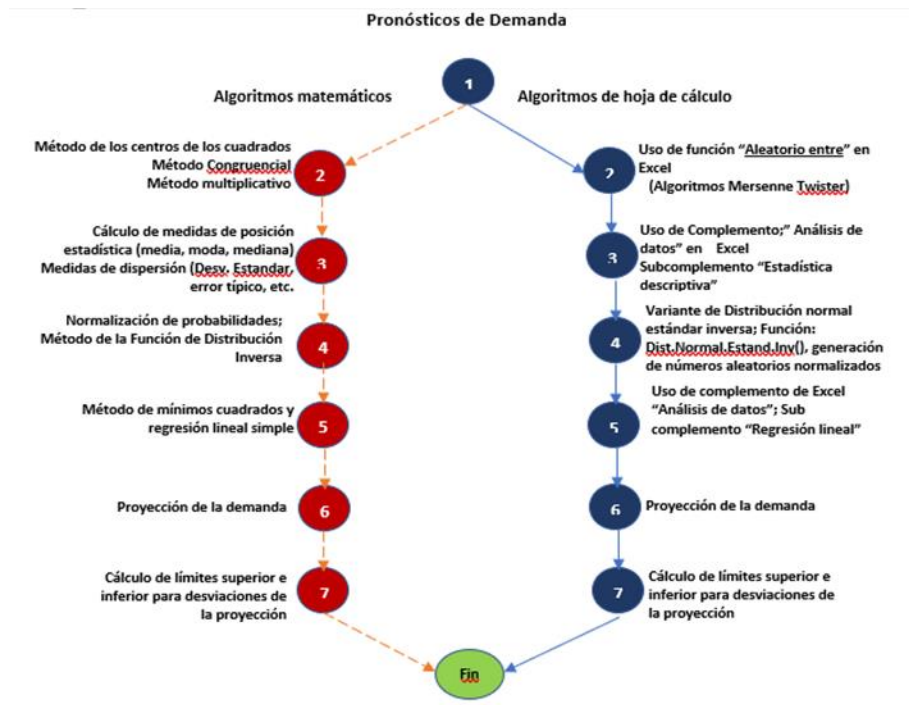 Pronósticos de Demanda
1
Algoritmos matemáticos
Algoritmos de hoja de cálculo
Método de los centros de los cuadrados
Método Congruencial
Método multiplicativo
2
2
Uso de función “Aleatorio entre” en
Excel
(Algoritmos Mersenne Twister)
Cálculo de medidas de posición
estadística (media, moda, mediana)
Medidas de dispersión (Desv. Estandar,
error típico, etc.
3
3
Uso de Complemento;” Análisis de
datos” en Excel
Subcomplemento “Estadística
descriptiva”
Normalización de probabilidades;
Método de la Función de Distribución
Inversa
4
4
Variante de Distribución normal
estándar inversa; Función:
Dist.Normal.Estand.Inv(), generación
de números aleatorios normalizados
Método de mínimos cuadrados y
regresión lineal simple
5
5
Uso de complemento de Excel
“Análisis de datos”; Sub
complemento “Regresión lineal”
Proyección de la demanda
6
6
Proyección de la demanda
Cálculo de límites superior e
inferior para desviaciones de
la proyección
7
7
Cálculo de límites superior e
inferior para desviaciones de
la proyección
Fin